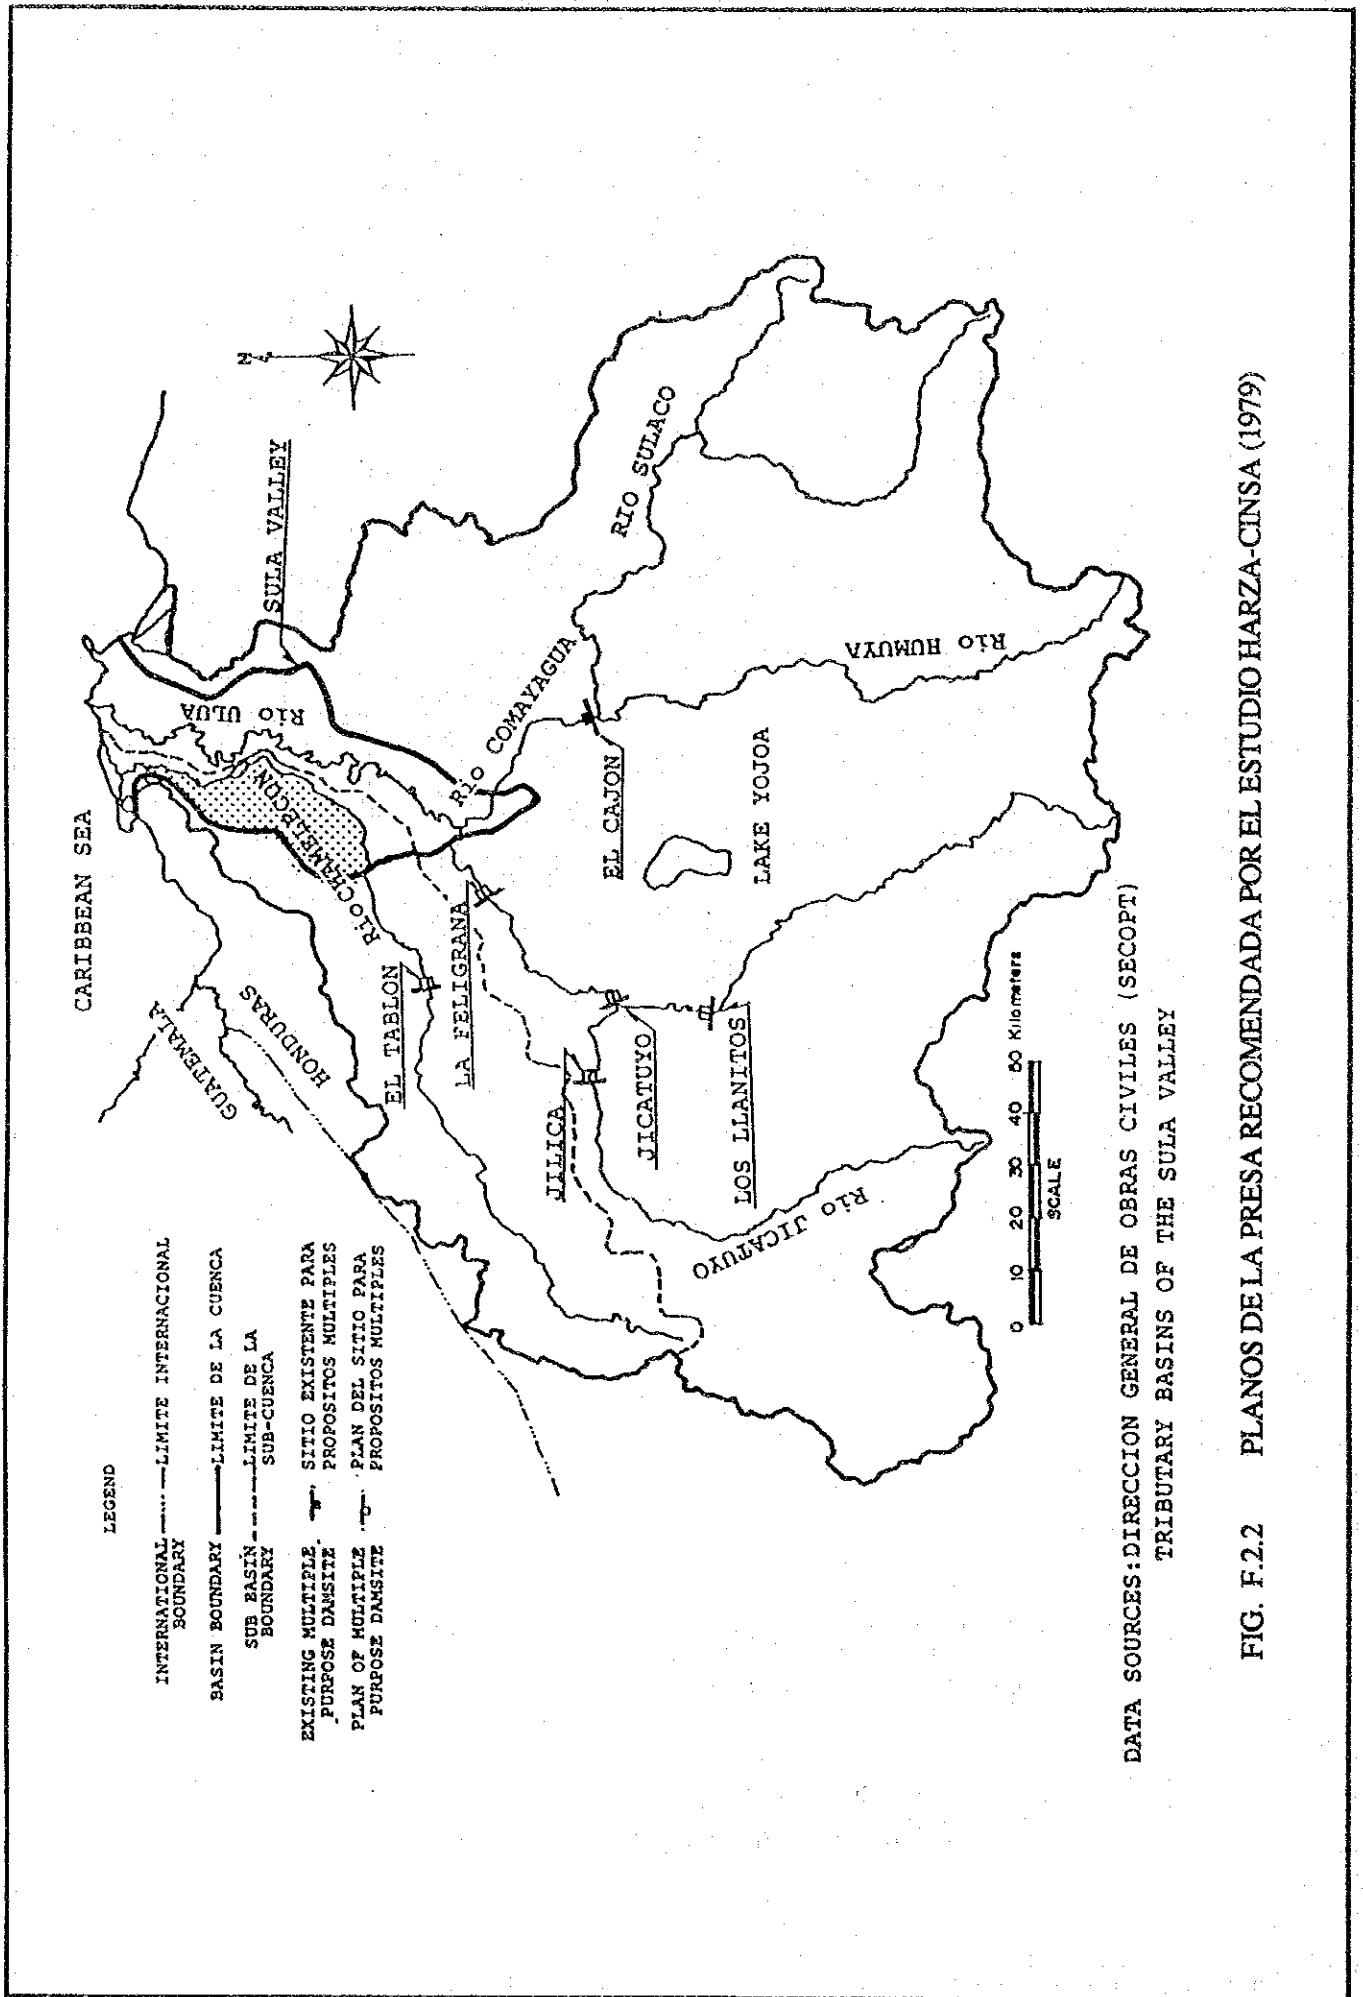 LEGEND
INTERNATIONAL LIMITE INTERNACIONAL
BOUNDARY
BASIN BOUNDARY LIMITE DE LA CUENCA
SUB BASIN LIMITE DE LA
BOUNDARY SUB-CUENCA
EXISTING MULTIPLE SITIO EXISTENTE PARA
PURPOSE DAMSITE PROPOSITOS MULTIPLES
PLAN OF MULTIPLE PLAN DEL SITIO PARA
PURPOSE DAMSITE PROPOSITOS MULTIPLES
CARIBBEAN SEA
GUATEMALA
HONDURAS
N
SULA VALLEY
Río ULUA
Río CHAMELECON
EL TABLON
LA FELIGRANA
Río COMAYAGUA
RIO SULACO
JILICA
JICATUYO
LOS LLANITOS
EL CAJON
LAKE YOJOA
Río HUMUYA
Río JICATUYO
0 10 20 30 40 50 Kilometers
SCALE
DATA SOURCES:DIRECCION GENERAL DE OBRAS CIVILES (SECOPT)
TRIBUTARY BASINS OF THE SULA VALLEY
FIG. F.2.2 PLANOS DE LA PRESA RECOMENDADA POR EL ESTUDIO HARZA-CINSA (1979)